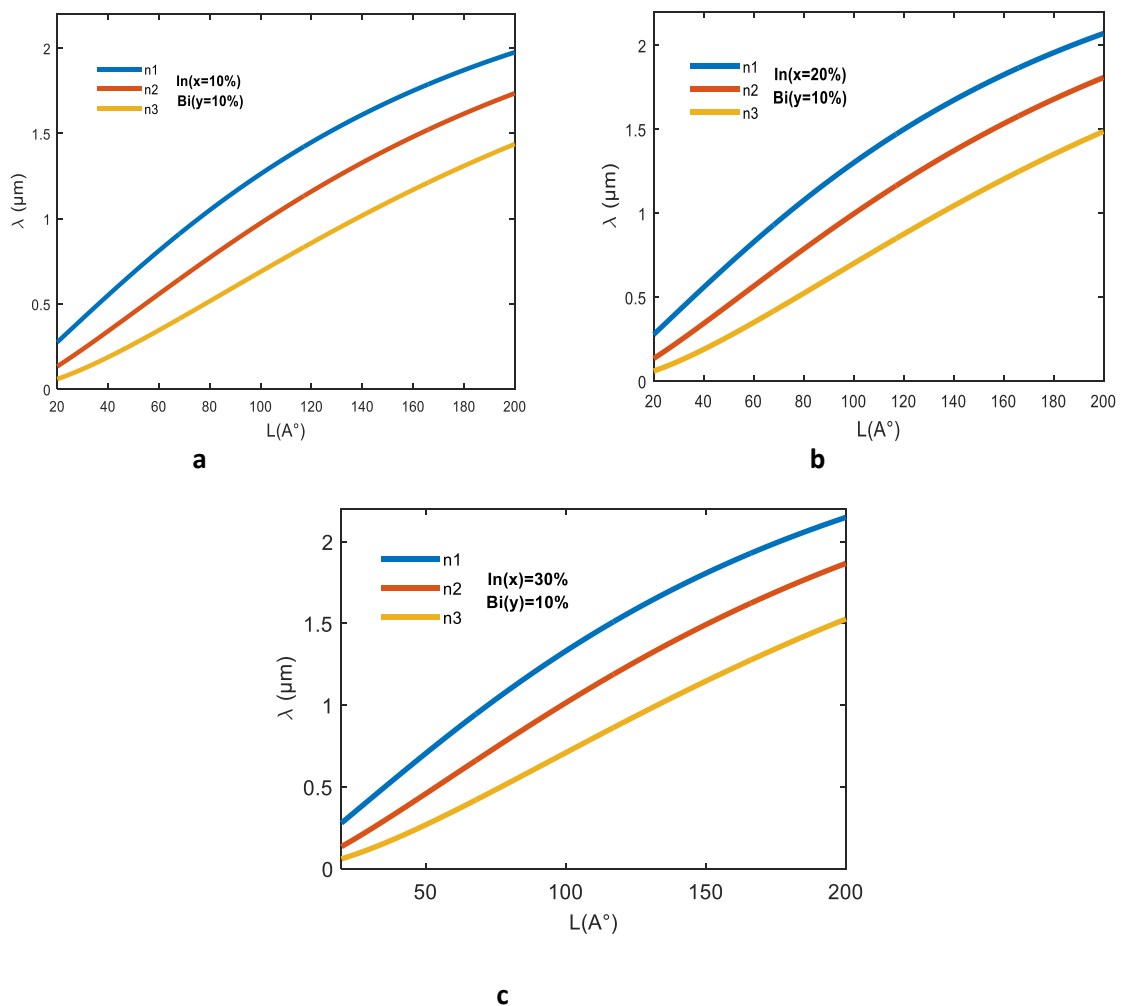 2
1.5
1
0.5
0
λ (µm)
n1
n2
n3
In(x=10%)
Bi(y=10%)
20 40 60 80 100 120 140 160 180 200
L(A°)
a
2
1.5
1
0.5
0
λ (µm)
n1
n2
n3
In(x=20%)
Bi(y=10%)
20 40 60 80 100 120 140 160 180 200
L(A°)
b
2
1.5
1
0.5
0
λ (µm)
n1
n2
n3
In(x)=30%
Bi(y)=10%
50 100 150 200
L(A°)
c